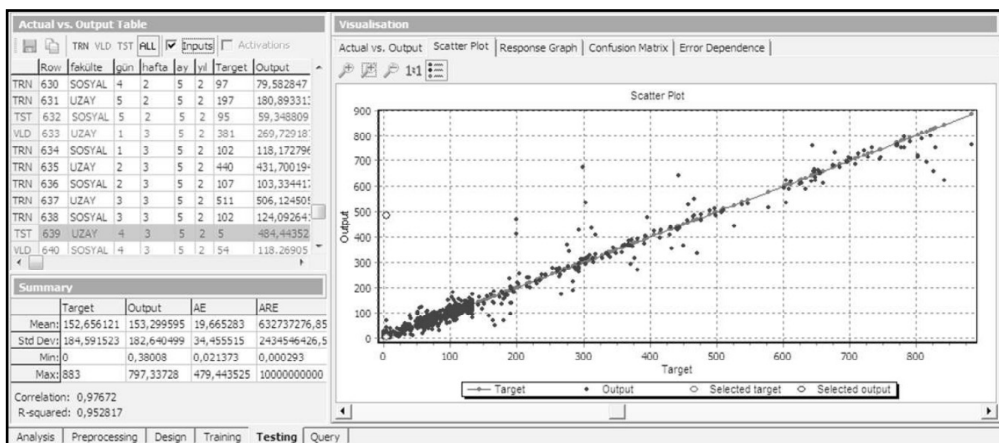 Actual vs. Output Table
TRN VLD TST ALL Inputs Activations
Row fakülte gün hafta ay yıl Target Output
TRN 630 SOSYAL 4 2 5 2 97 79,582847
TRN 631 UZAY 5 2 5 2 197 180,893313
TST 632 SOSYAL 5 2 5 2 95 59,348809
VLD 633 UZAY 1 3 5 2 381 269,729187
TRN 634 SOSYAL 1 3 5 2 102 118,172796
TRN 635 UZAY 2 3 5 2 440 431,700194
TRN 636 SOSYAL 2 3 5 2 107 103,334417
TRN 637 UZAY 3 3 5 2 511 506,124505
TRN 638 SOSYAL 3 3 5 2 102 124,092641
TST 639 UZAY 4 3 5 2 5 484,44352
VLD 640 SOSYAL 4 3 5 2 54 118,26905
Summary
Target Output AE ARE
Mean: 152,656121 153,299595 19,665283 632737276,85
Std Dev: 184,591523 182,640499 34,455515 2434546426,5
Min: 0 0,38008 0,021373 0,000293
Max: 883 797,33728 479,443525 10000000000
Correlation: 0,97672
R-squared: 0,952817
Visualisation
Actual vs. Output Scatter Plot Response Graph Confusion Matrix Error Dependence
1:1
Scatter Plot
Output
900
800
700
600
500
400
300
200
100
0
0 100 200 300 400 500 600 700 800
Target
Target Output Selected target Selected output
Analysis Preprocessing Design Training Testing Query